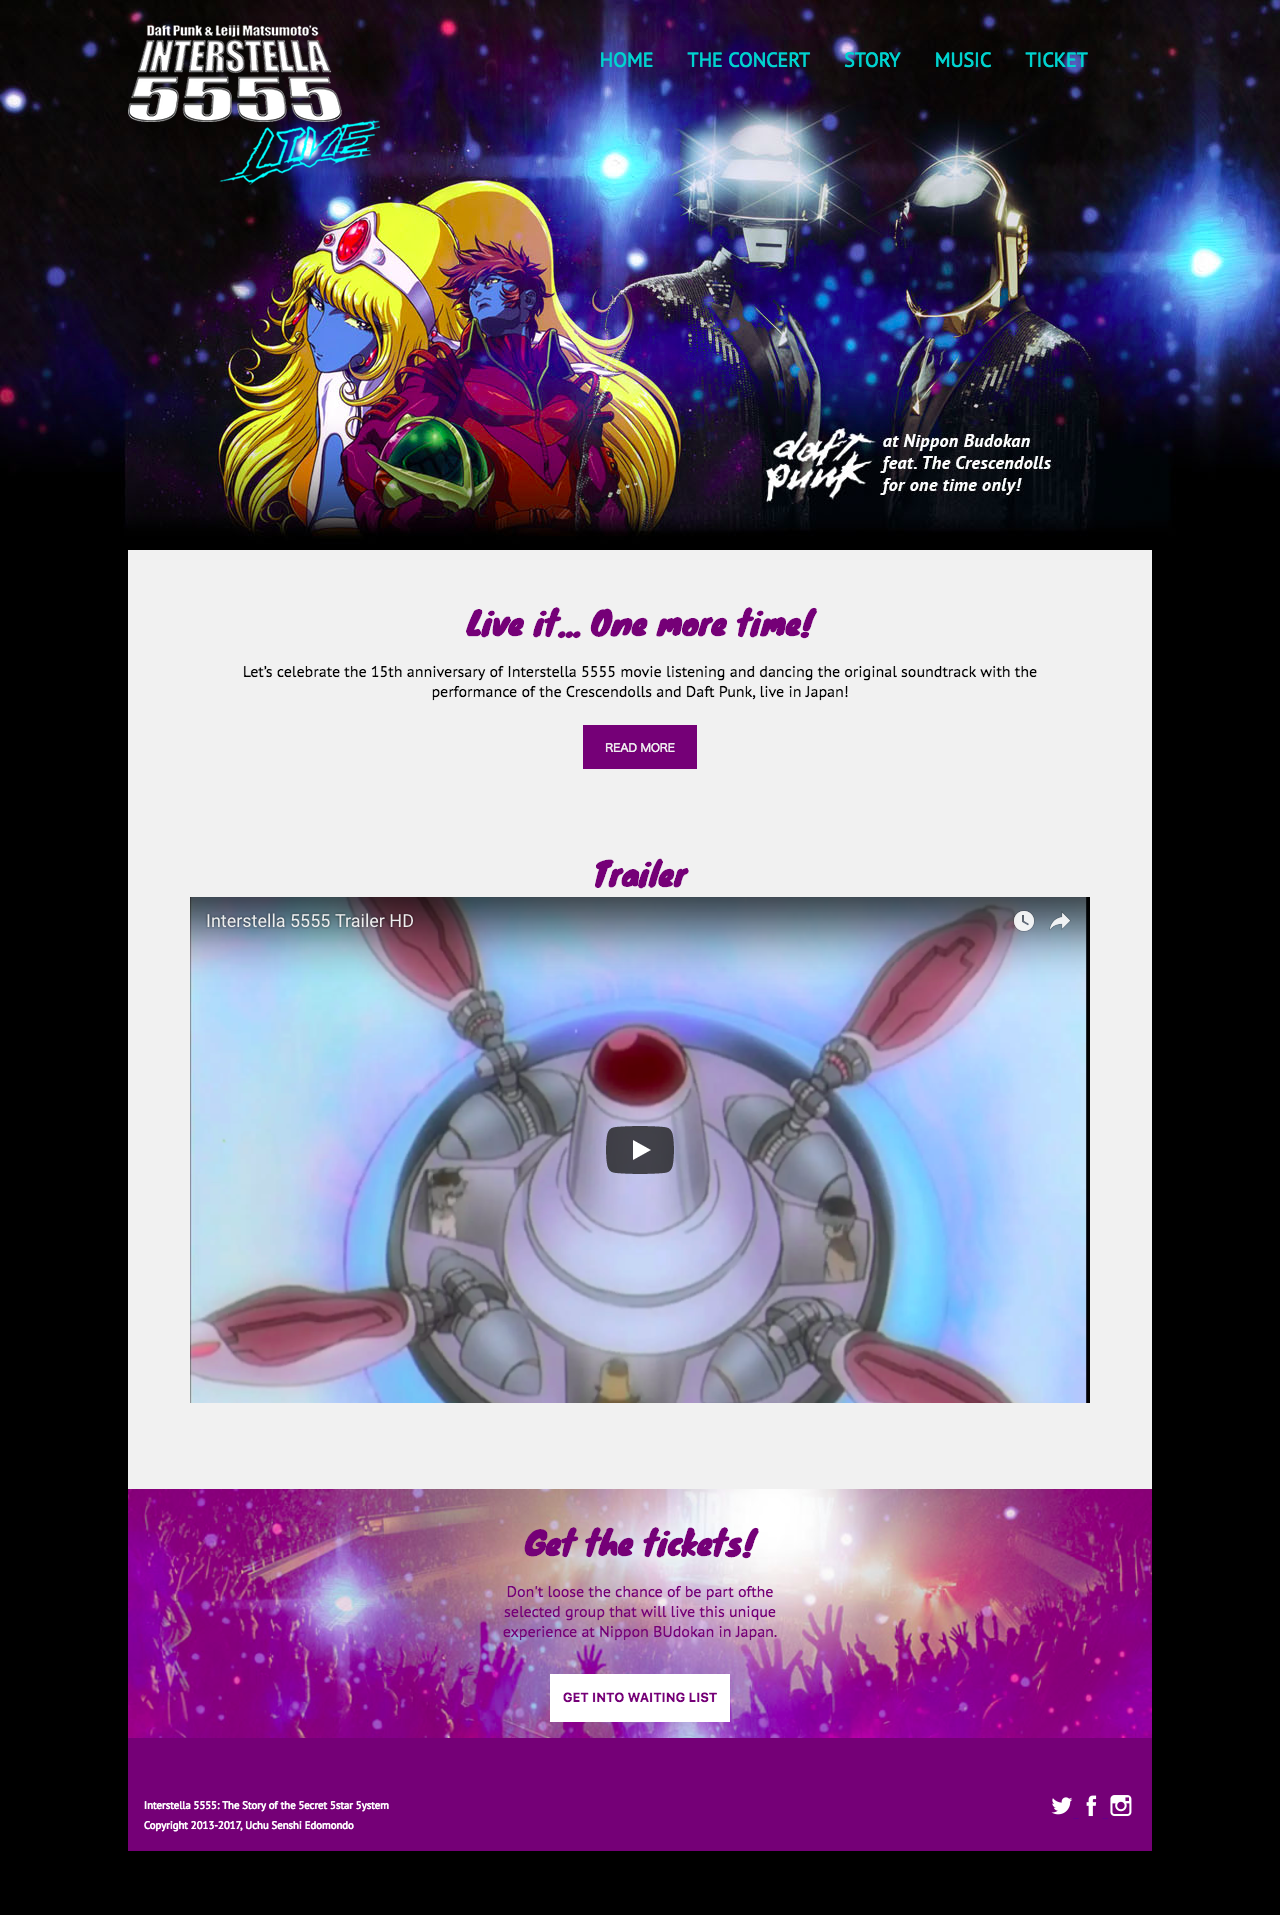 Daft Punk & Leiji Matsumoto's
INTERSTELLA
5555
LIVE
HOME THE CONCERT STORY MUSIC TICKET
daft punk
at Nippon Budokan
feat. The Crescendolls
for one time only!
Live it... One more time!
Let's celebrate the 15th anniversary of Interstella 5555 movie listening and dancing the original soundtrack with the
performance of the Crescendolls and Daft Punk, live in Japan!
READ MORE
Trailer
Interstella 5555 Trailer HD
Get the tickets!
Don't loose the chance of be part ofthe
selected group that will live this unique
experience at Nippon BUdokan in Japan.
GET INTO WAITING LIST
Interstella 5555: The Story of the 5ecret 5star 5ystem
Copyright 2013-2017, Uchu Senshi Edomondo